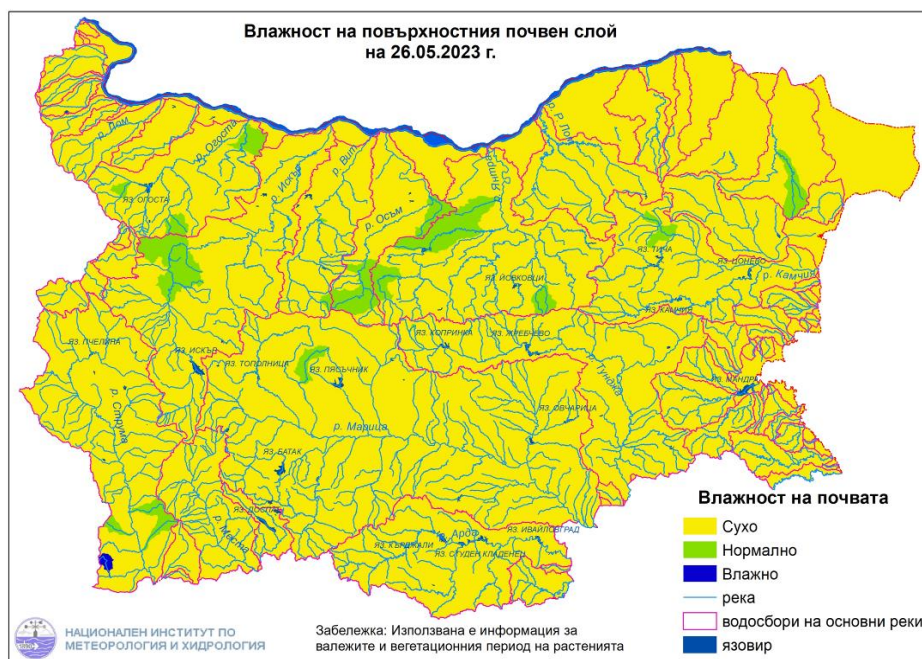 Влажност на повърхностния почвен слой
на 26.05.2023 г.
р. Лом
р. Огоста
р. Искър
р. Вит
р. Осъм
р. Янтра
р. Р Лом
ЯЗ. ОГОСТА
ЯЗ. ТИЧА
ЯЗ. ЦОНЕВО
р. Камчия
ЯЗ. ЙОВКОВЦИ
ЯЗ. КАМЧИЯ
ЯЗ. ПЧЕЛИНА
ЯЗ. ИСКЪР
ЯЗ. ТОПОЛНИЦА
ЯЗ. ПЯСЪЧНИК
ЯЗ. КОПРИНКА
ЯЗ. ЖРЕБЧЕВО
р. Тунджа
ЯЗ. МАНДРА
р. Струма
р. Марица
ЯЗ. ОВЧАРИЦА
ЯЗ. БАТАК
ЯЗ. ДОСПАТ
р. Места
Арда
ЯЗ. ИВАЙЛОВГРАД
ЯЗ. КЪРДЖАЛИ
ЯЗ. СТУДЕН КЛАДЕНЕЦ
Влажност на почвата
Сухо
Нормално
Влажно
река
водосбори на основни реки
язовир
НАЦИОНАЛЕН ИНСТИТУТ ПО
МЕТЕОРОЛОГИЯ И ХИДРОЛОГИЯ
Забележка: Използвана е информация за
валежите и вегетационния период на растенията